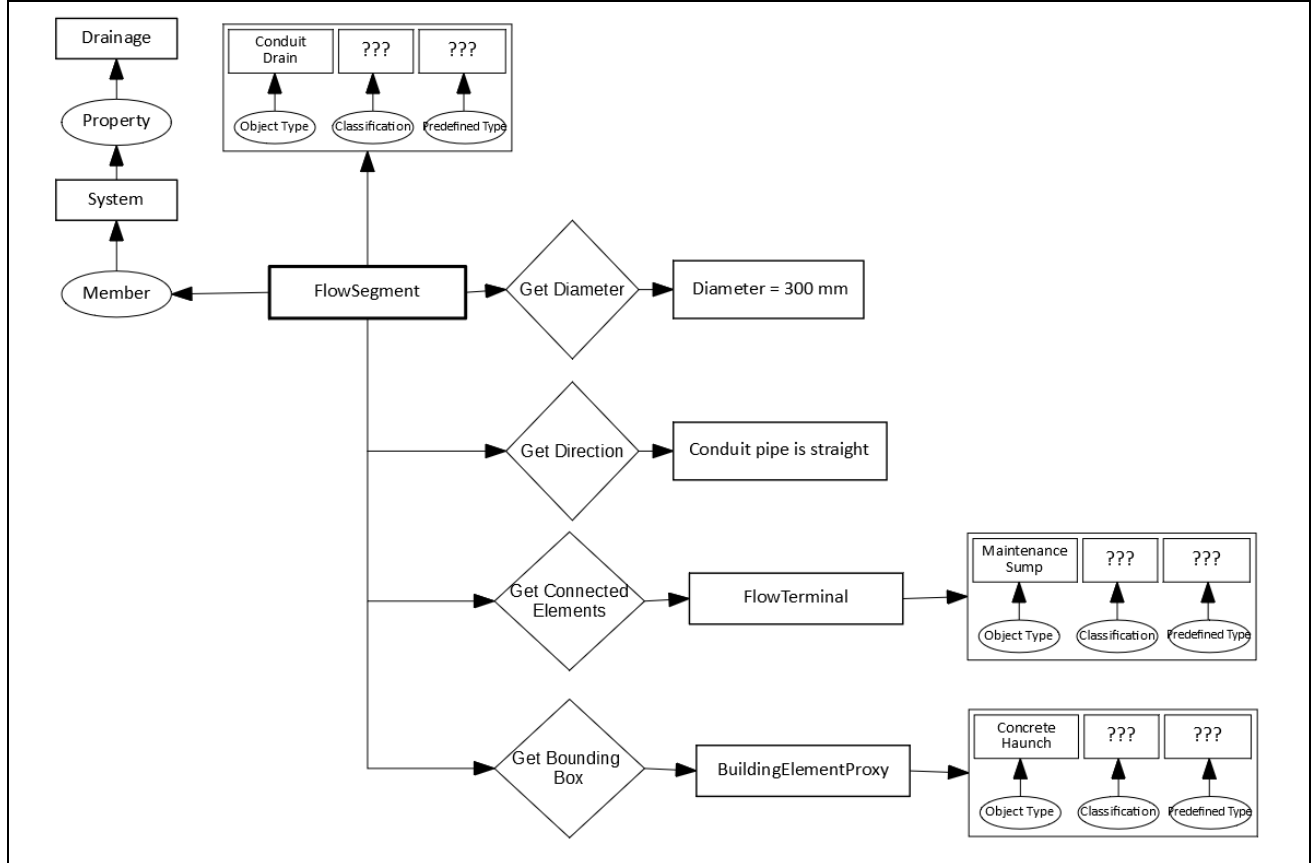 Drainage
Property
System
Member
Conduit
Drain
???
???
Object Type
Classification
Predefined Type
FlowSegment
Get Diameter
Diameter = 300 mm
Get Direction
Conduit pipe is straight
Get Connected
Elements
FlowTerminal
Maintenance
Sump
???
???
Object Type
Classification
Predefined Type
Get Bounding
Box
BuildingElementProxy
Concrete
Haunch
???
???
Object Type
Classification
Predefined Type